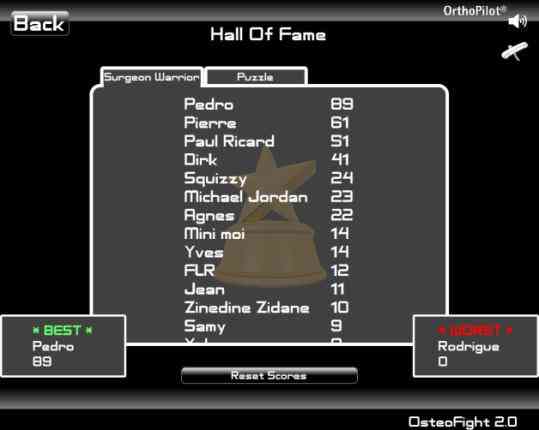 OrthoPilot®
Back
Hall Of Fame
Surgeon Warrior
Puzzle
Pedro 89
Pierre 61
Paul Ricard 51
Dirk 41
Squizzy 24
Michael Jordan 23
Agnes 22
Mini moi 14
Yves 14
FLR 12
Jean 11
Zinedine Zidane 10
Samy 9
* BEST *
Pedro
89
* WORST *
Rodrigue
0
Reset Scores
OsteoFight 2.0